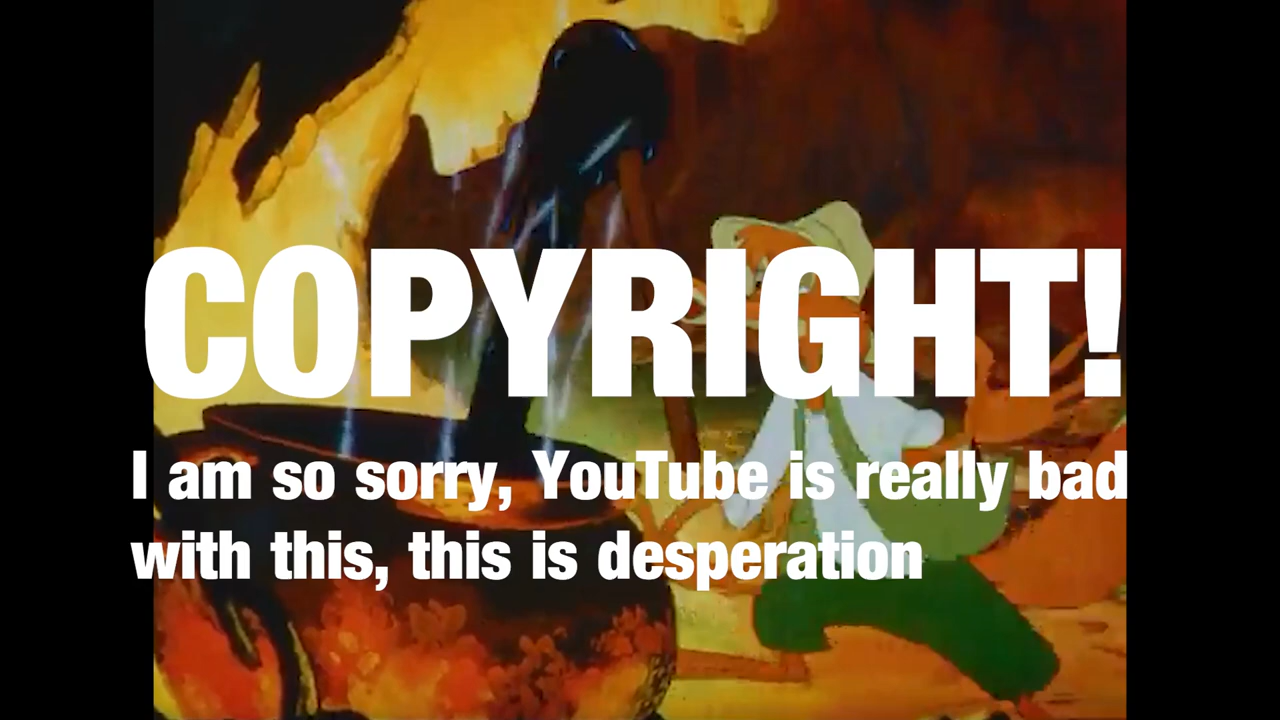 COPYRIGHT!
I am so sorry, YouTube is really bad
with this, this is desperation